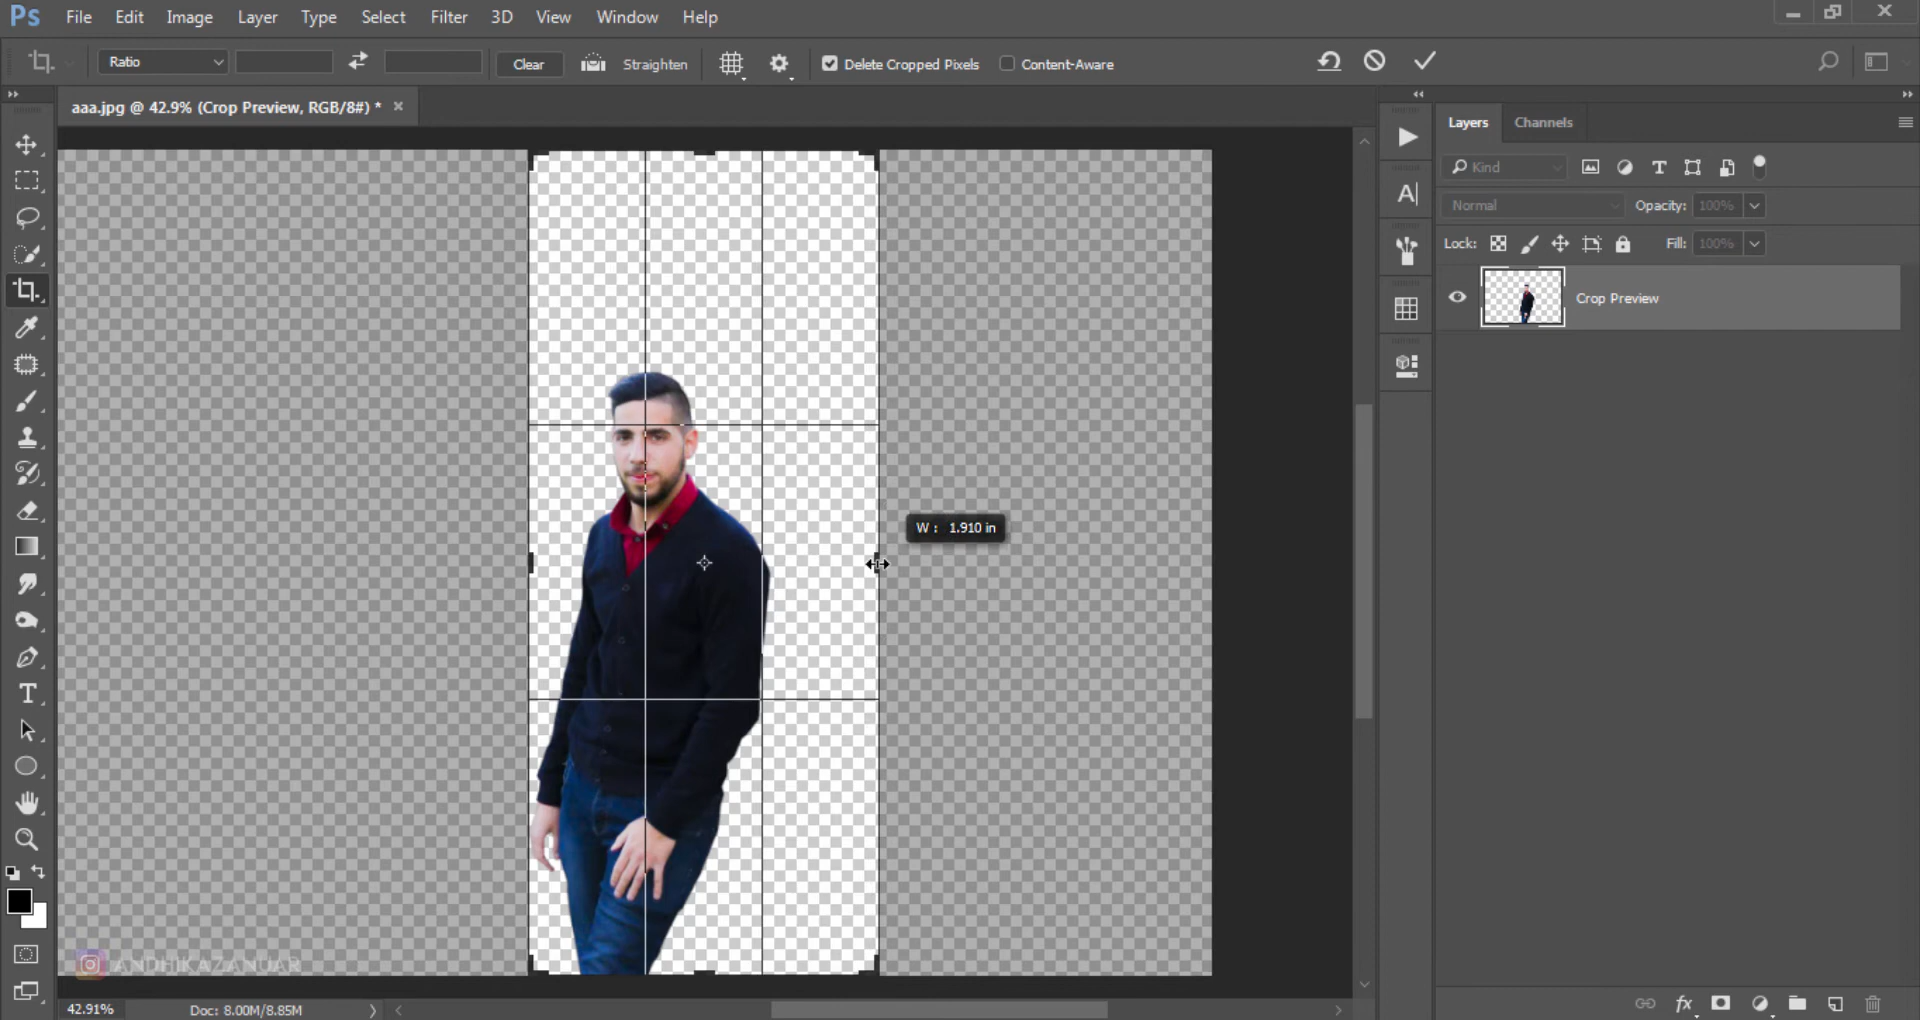 Ps File Edit Image Layer Type Select Filter 3D View Window Help
Ratio Clear Straighten Delete Cropped Pixels Content-Aware
aaa.jpg @ 42.9% (Crop Preview, RGB/8#) *
Layers Channels
Kind
Normal Opacity: 100%
Lock: Fill: 100%
Crop Preview
W : 1.910 in
ANDHIKAZANUAR
42.91% Doc: 8.00M/8.85M